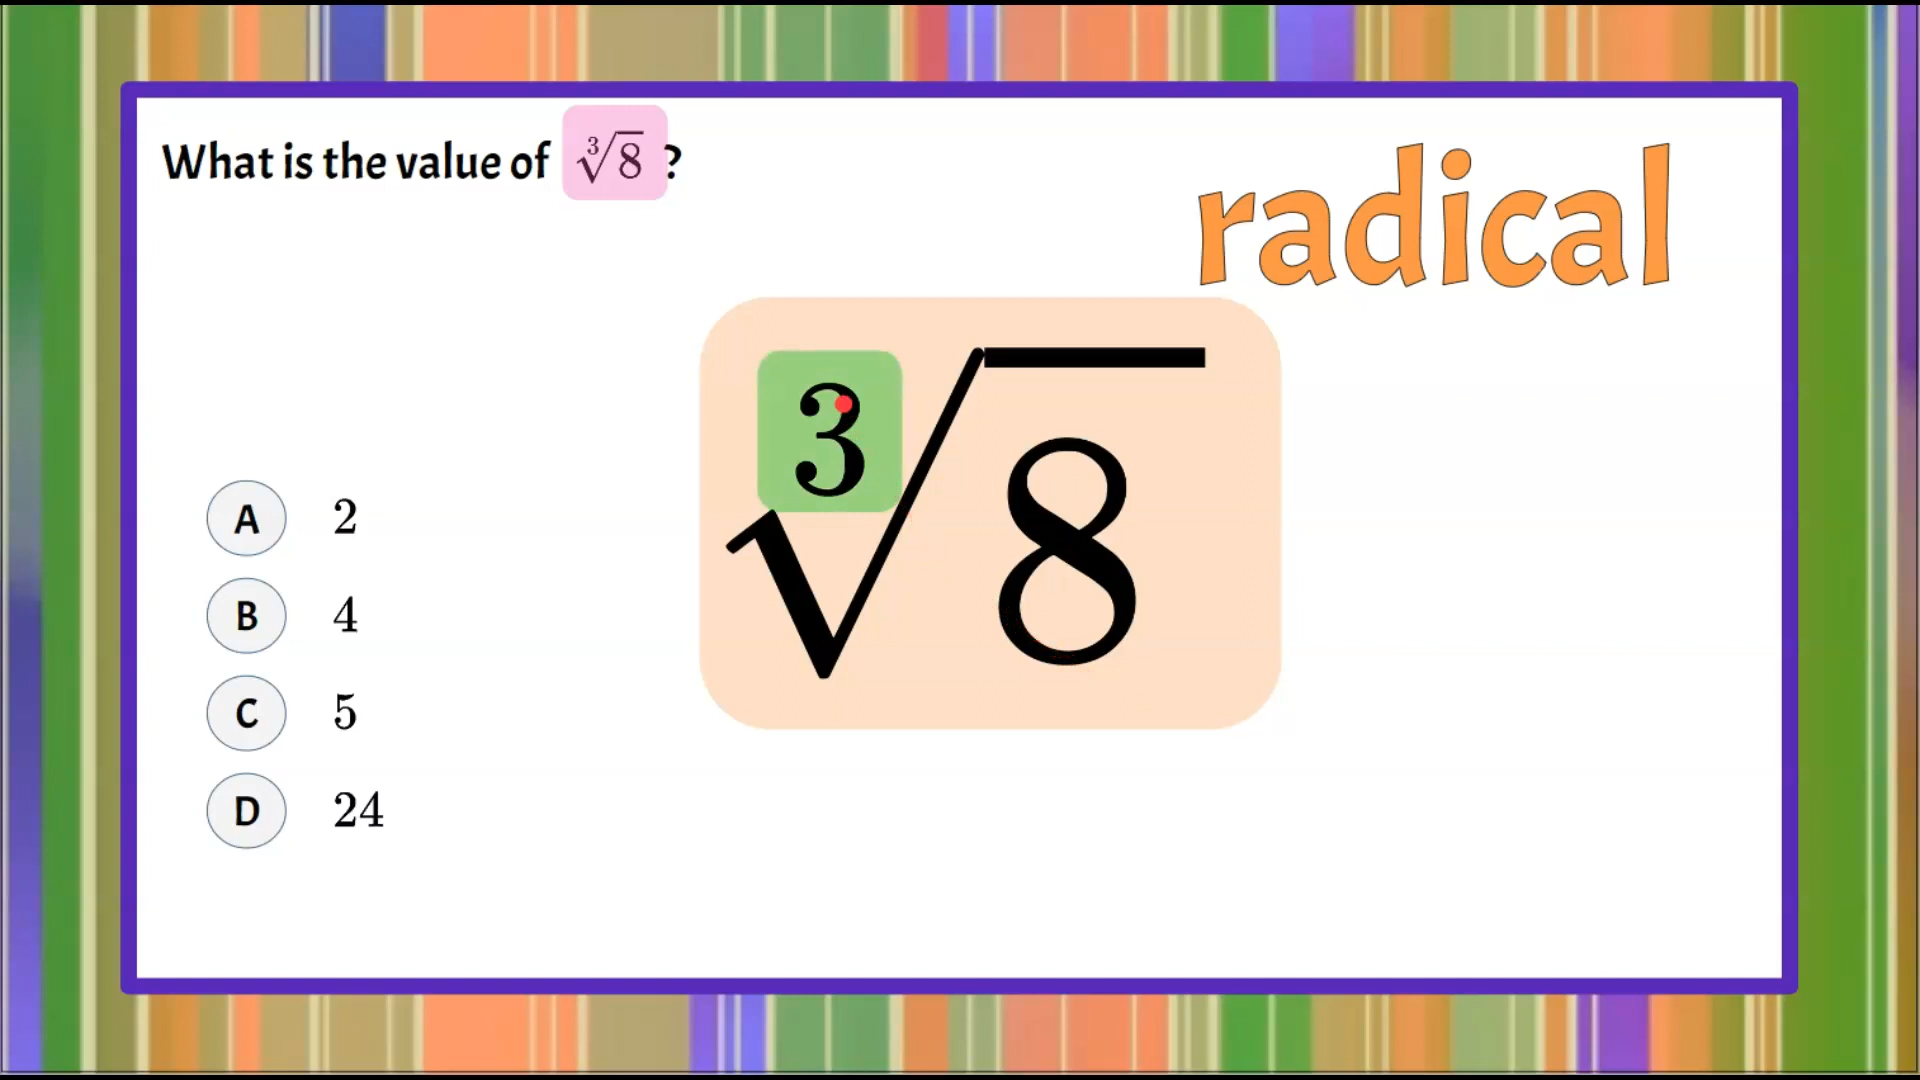 What is the value of ∛8 ?
radical
∛8
A 2
B 4
C 5
D 24